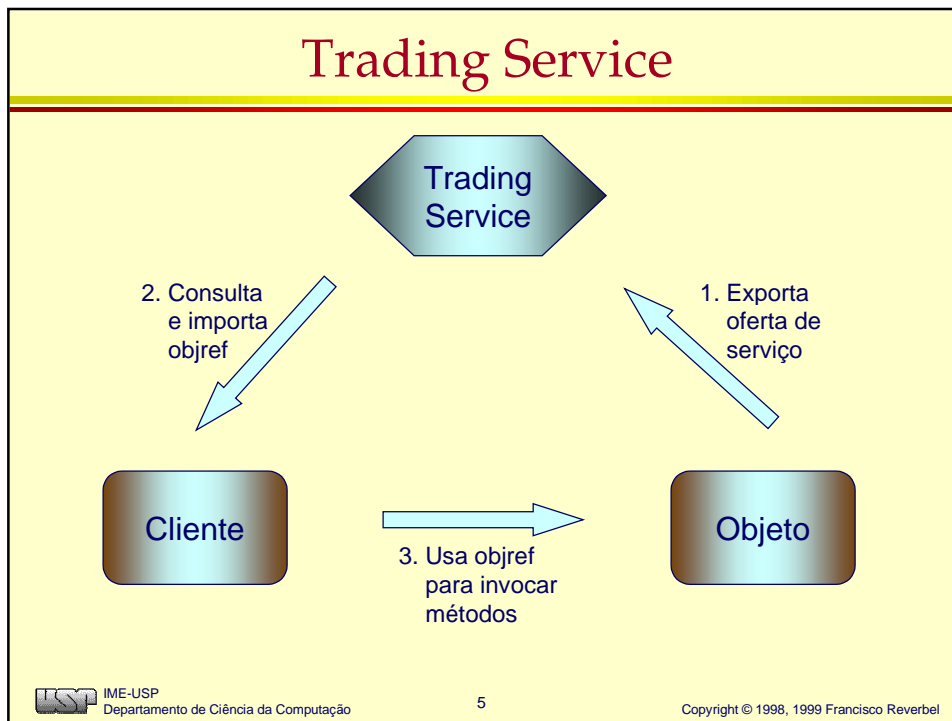 Trading Service
Trading
Service
2. Consulta
e importa
objref
1. Exporta
oferta de
serviço
Cliente
Objeto
3. Usa objref
para invocar
métodos
USP
IME-USP
Departamento de Ciência da Computação
5
Copyright © 1998, 1999 Francisco Reverbel